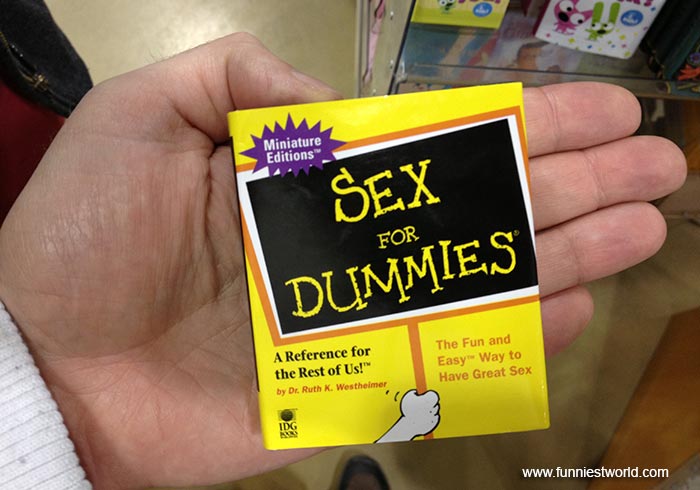 Miniature
Editions™
SEX
FOR
DUMMIES®
A Reference for
the Rest of Us!™
by Dr. Ruth K. Westheimer
The Fun and
Easy™ Way to
Have Great Sex
IDG
BOOKS
www.funniestworld.com